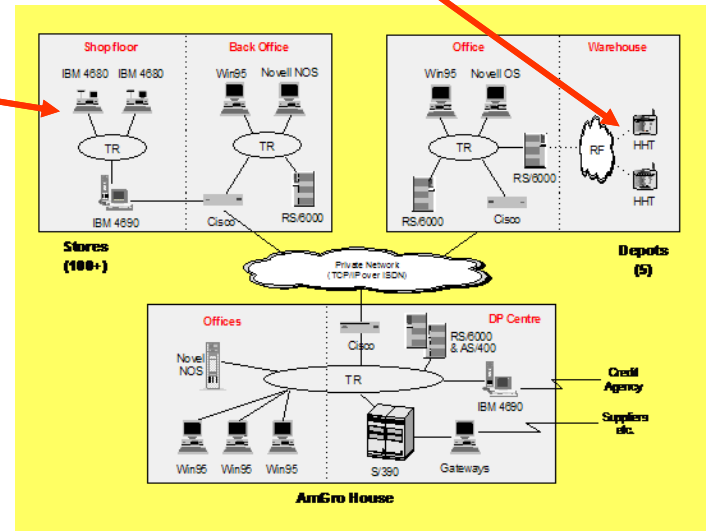 Shopfloor
Back Office
IBM 4680 IBM 4680
Win95 Novell NOS
TR
TR
IBM 4690
Cisco
RS/6000
Stores
(100+)
Office
Warehouse
Win95 Novell OS
TR
RS/6000
RF
HHT
HHT
RS/6000
Cisco
Depots
(5)
Private Network
(TCP/IP over ISDN)
Offices
DP Centre
Cisco
RS/6000
& AS/400
Novel
NOS
TR
IBM 4690
Credit
Agency
Suppliers
etc.
Win95 Win95 Win95
S/390
Gateways
AmGro House